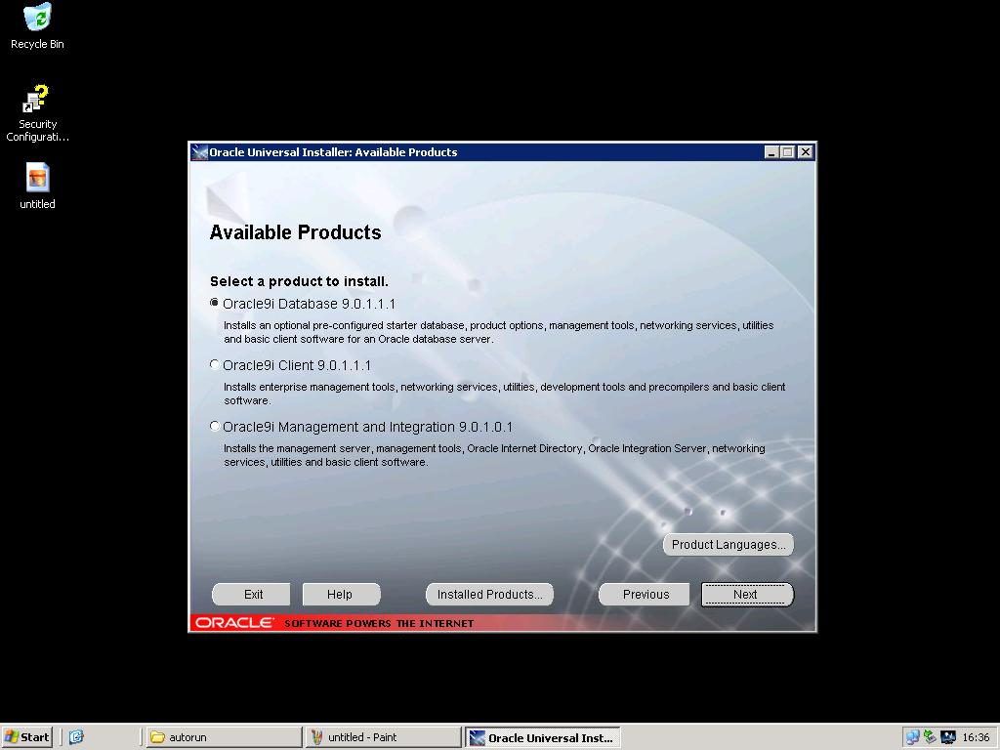 Recycle Bin
Security
Configurati...
untitled
Oracle Universal Installer: Available Products
Available Products
Select a product to install.
Oracle9i Database 9.0.1.1.1
Installs an optional pre-configured starter database, product options, management tools, networking services, utilities
and basic client software for an Oracle database server.
Oracle9i Client 9.0.1.1.1
Installs enterprise management tools, networking services, utilities, development tools and precompilers and basic client
software.
Oracle9i Management and Integration 9.0.1.0.1
Installs the management server, management tools, Oracle Internet Directory, Oracle Integration Server, networking
services, utilities and basic client software.
Product Languages...
Exit Help Installed Products... Previous Next
ORACLE SOFTWARE POWERS THE INTERNET
Start autorun untitled - Paint Oracle Universal Inst... 16:36